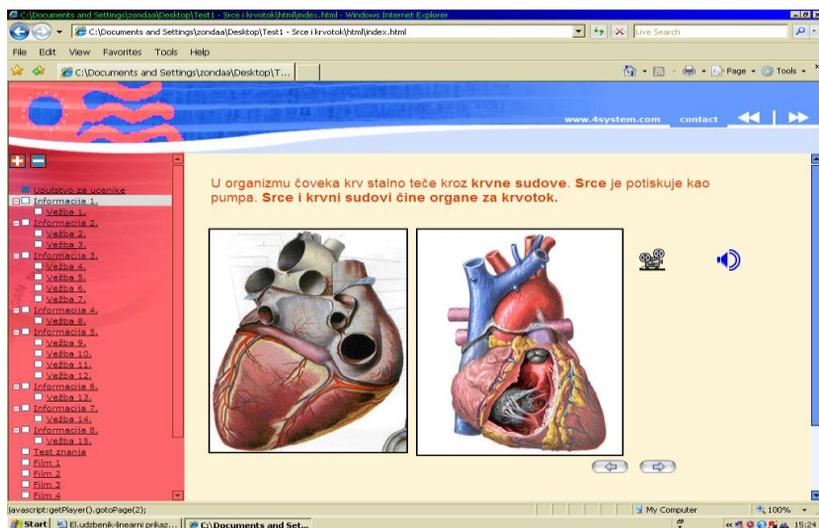 C:\Documents and Settings\zondaa\Desktop\Test1 - Srce i krvotok\html\index.html - Windows Internet Explorer
C:\Documents and Settings\zondaa\Desktop\Test1 - Srce i krvotok\html\index.html
Live Search
File Edit View Favorites Tools Help
C:\Documents and Settings\zondaa\Desktop\T...
Page Tools
www.4system.com contact
Uputstvo za ucenike
Informacija 1.
Vežba 1.
Informacija 2.
Vežba 2.
Vežba 3.
Informacija 3.
Vežba 4.
Vežba 5.
Vežba 6.
Vežba 7.
Informacija 4.
Vežba 8.
Informacija 5.
Vežba 9.
Vežba 10.
Vežba 11.
Vežba 12.
Informacija 6.
Vežba 13.
Informacija 7.
Vežba 14.
Informacija 8.
Vežba 15.
Test znanja
Film 1
Film 2
Film 3
Film 4
U organizmu čoveka krv stalno teče kroz krvne sudove. Srce je potiskuje kao
pumpa. Srce i krvni sudovi čine organe za krvotok.
javascript:getPlayer().gotoPage(2);
My Computer
100%
Start
El.udzbenik-linearni prikaz...
C:\Documents and Set...
15:24